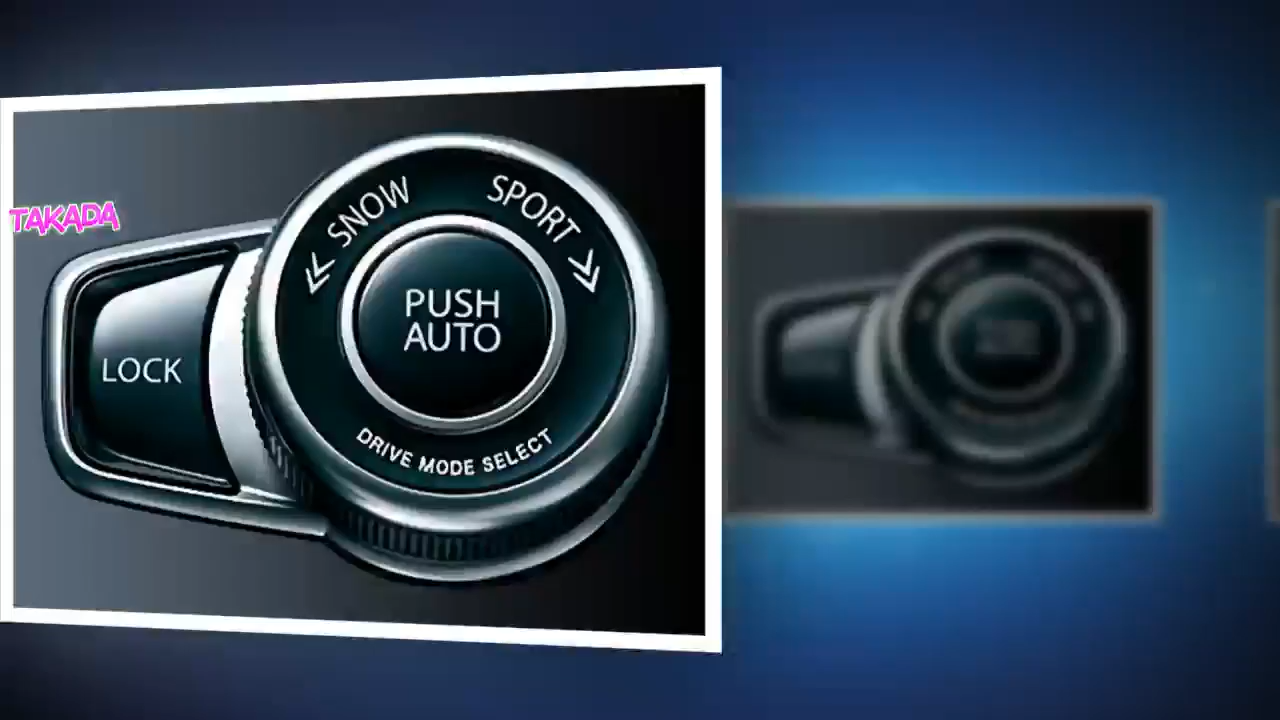 TAKADA
SNOW
SPORT
PUSH
AUTO
LOCK
DRIVE MODE SELECT